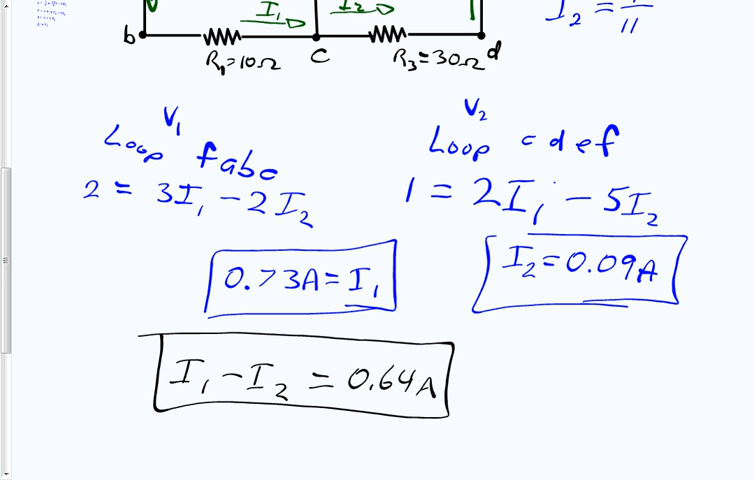 I₁ I₂
I₂ = 1/11
b c d
R₁=10Ω R₃=30Ω
V₁ V₂
Loop fabc Loop cdef
2 = 3I₁ - 2I₂ 1 = 2I₁ - 5I₂
0.73A = I₁ I₂ = 0.09A
I₁ - I₂ = 0.64A